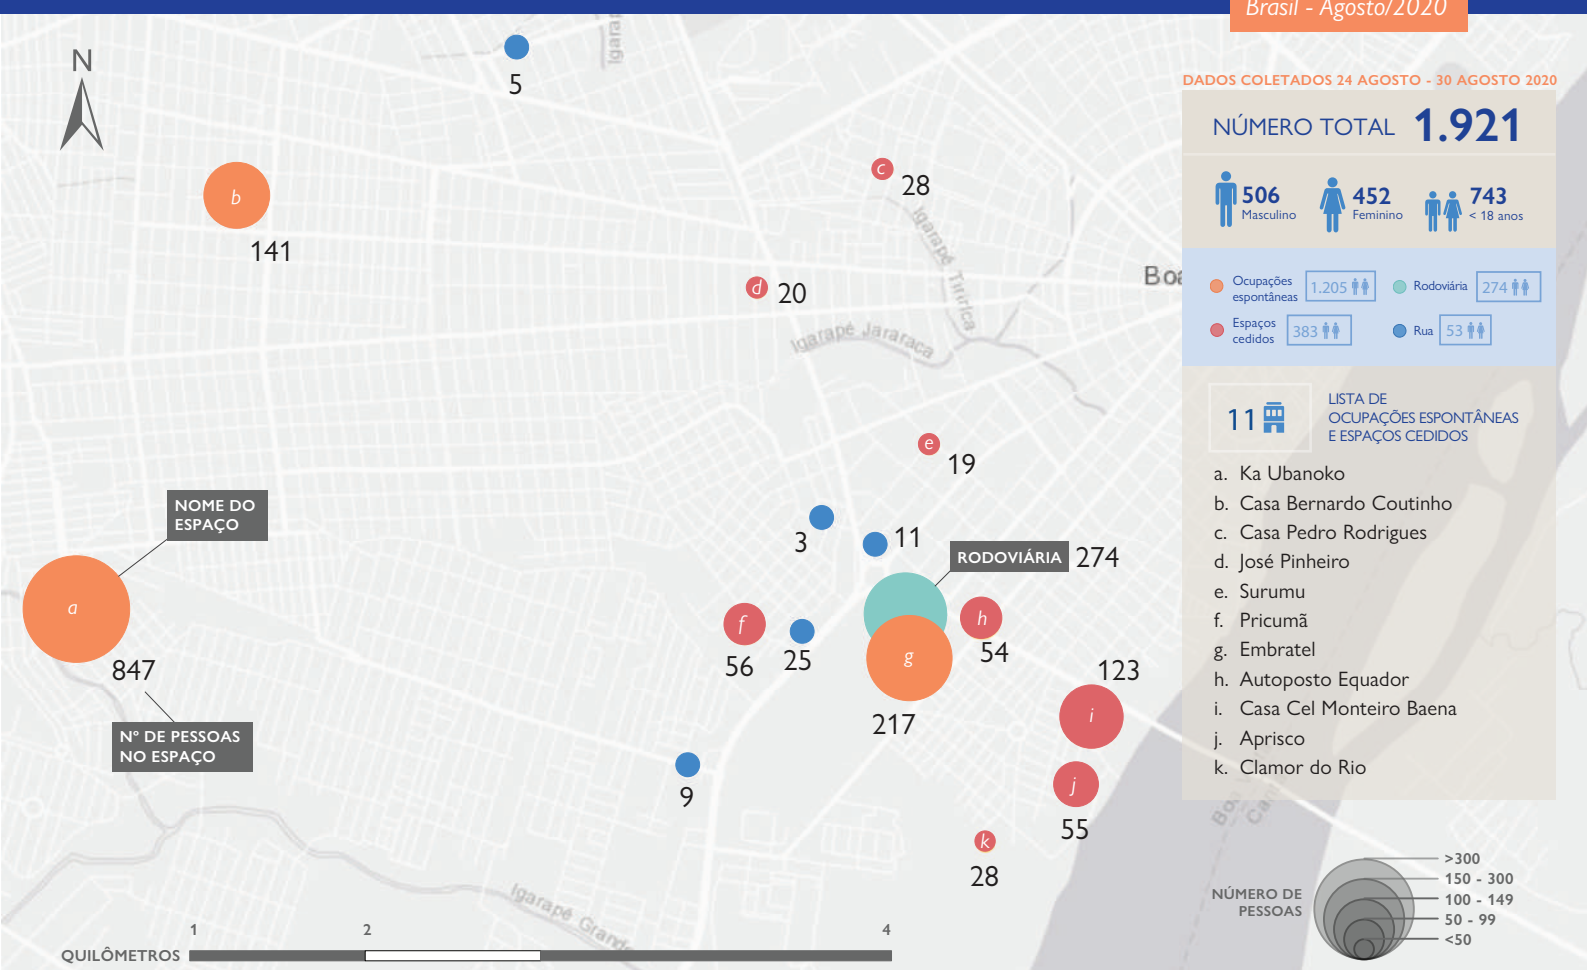 Brasil - Agosto/2020
DADOS COLETADOS 24 AGOSTO - 30 AGOSTO 2020
NÚMERO TOTAL 1.921
506
Masculino
452
Feminino
743
< 18 anos
Ocupações
espontâneas
1.205
Rodoviária
274
Espaços
cedidos
383
Rua
53
11
LISTA DE
OCUPAÇÕES ESPONTÂNEAS
E ESPAÇOS CEDIDOS
a. Ka Ubanoko
b. Casa Bernardo Coutinho
c. Casa Pedro Rodrigues
d. José Pinheiro
e. Surumu
f. Pricumã
g. Embratel
h. Autoposto Equador
i. Casa Cel Monteiro Baena
j. Aprisco
k. Clamor do Rio
N
5
b
141
c
28
d
20
Igarapé Tiririca
Igarapé Jararaca
Igara
Boa
e
19
NOME DO
ESPAÇO
a
847
Nº DE PESSOAS
NO ESPAÇO
3
11
RODOVIÁRIA 274
f
56
25
g
217
h
54
123
i
j
55
9
k
28
Igarapé Grande
Boa V
Can
NÚMERO DE
PESSOAS
>300
150 - 300
100 - 149
50 - 99
<50
1
2
4
QUILÔMETROS